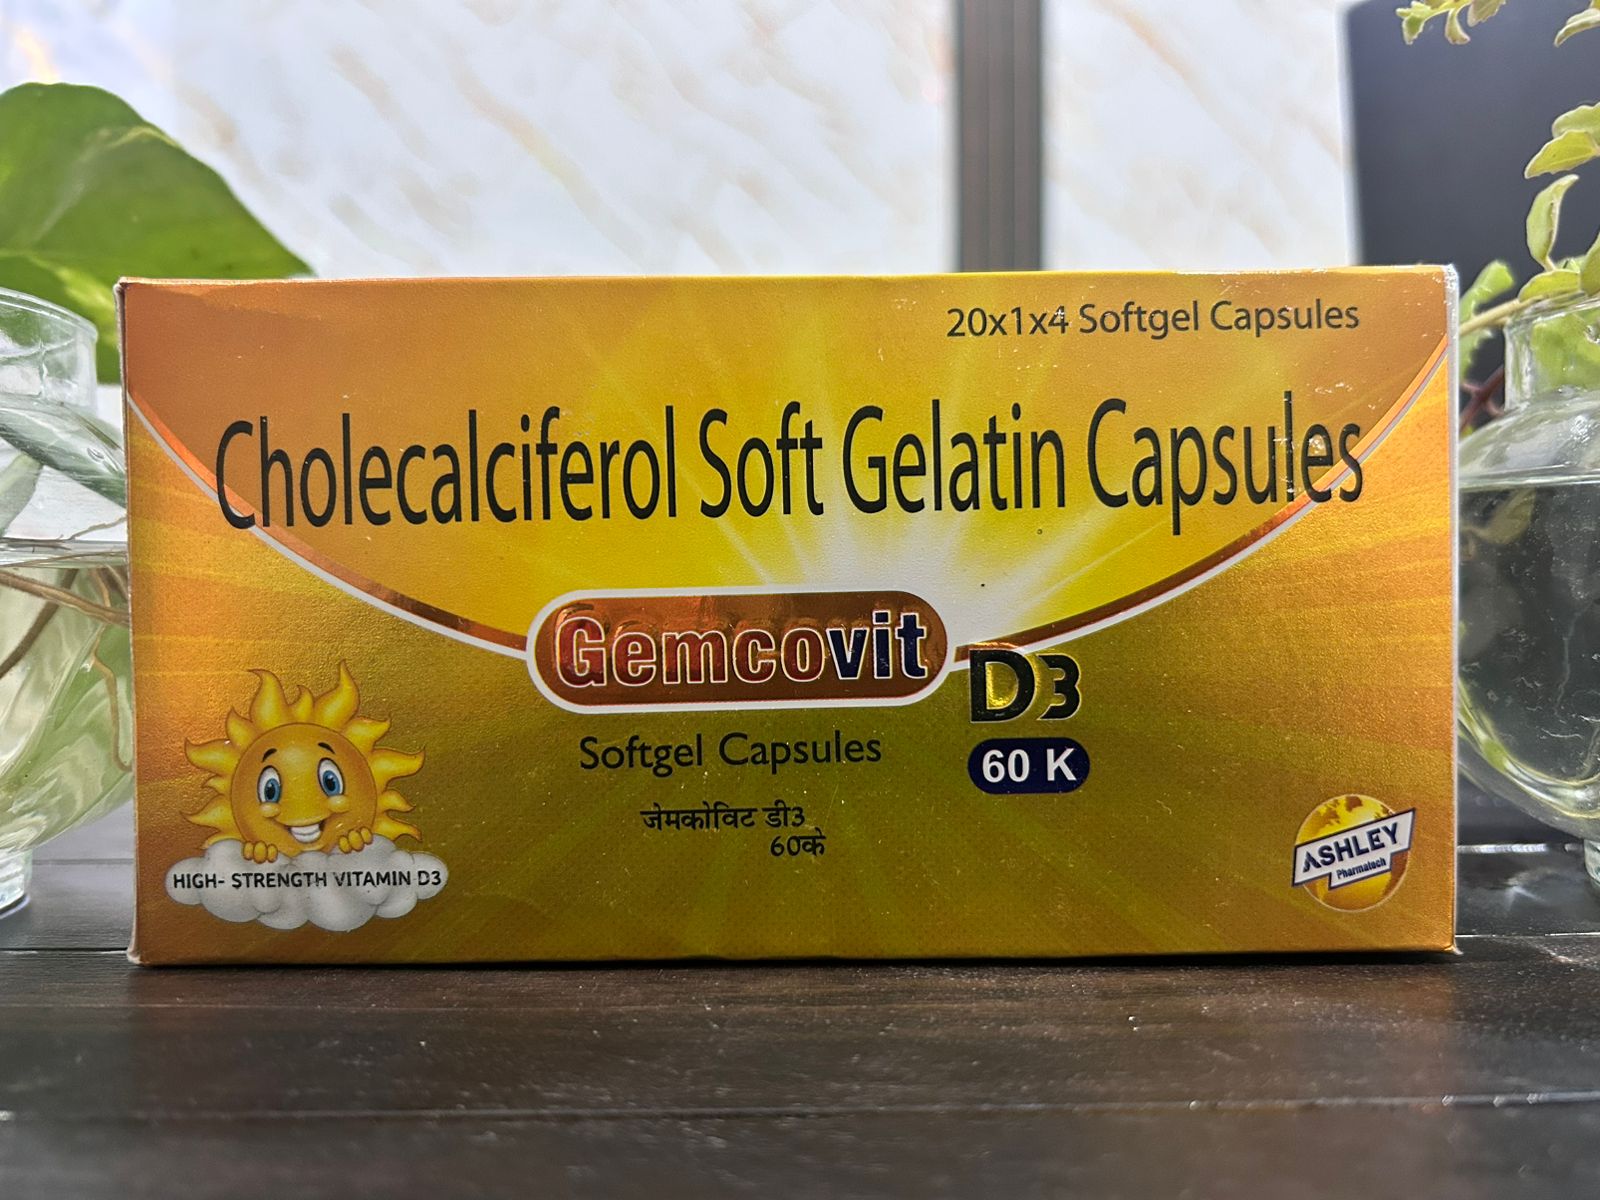 20x1x4 Softgel Capsules
Cholecalciferol Soft Gelatin Capsules
Gemcovit D3
60 K
Softgel Capsules
जेमकोविट डी3
60के
HIGH- STRENGTH VITAMIN D3
ASHLEY
Pharmatech